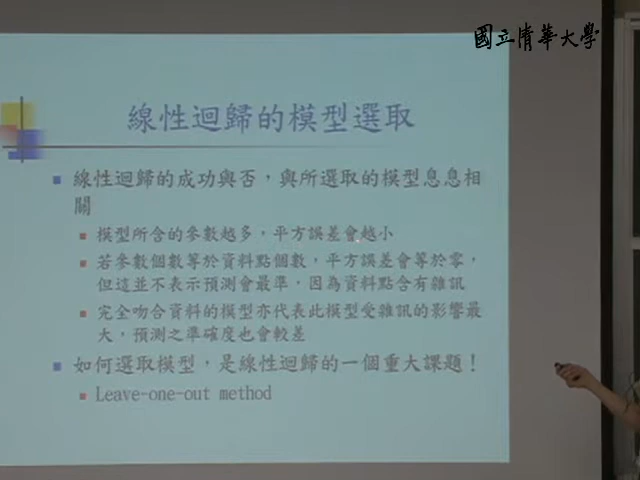 國立清華大學
線性迴歸的模型選取
線性迴歸的成功與否，與所選取的模型息息相
關
模型所含的參數越多，平方誤差會越小
若參數個數等於資料點個數，平方誤差會等於零，
但這並不表示預測會最準，因為資料點含有雜訊
完全吻合資料的模型亦代表此模型受雜訊的影響最
大，預測之準確度也會較差
如何選取模型，是線性迴歸的一個重大課題！
Leave-one-out method